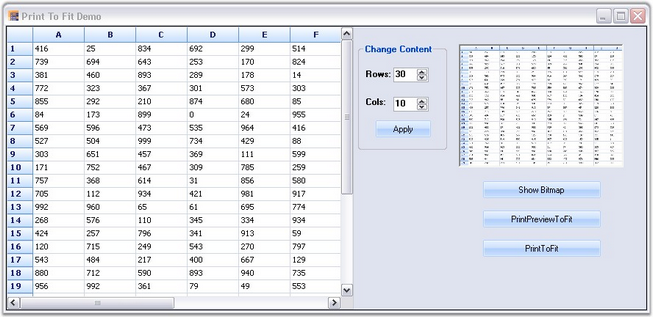 Print To Fit Demo
A B C D E F
1 416 25 834 692 299 514
2 739 694 643 253 170 824
3 381 460 893 289 178 14
4 772 323 367 301 573 303
5 855 292 210 874 680 85
6 84 173 899 0 24 955
7 569 596 473 535 964 416
8 527 504 999 734 429 88
9 303 651 457 369 111 599
10 171 752 467 309 785 259
11 757 368 614 31 856 580
12 705 112 934 421 981 917
13 992 960 65 61 695 774
14 268 576 110 345 334 934
15 424 257 796 341 913 59
16 120 715 249 543 270 797
17 543 484 217 400 667 129
18 880 712 590 893 940 735
19 956 992 361 79 49 553
Change Content
Rows: 30
Cols: 10
Apply
Show Bitmap
PrintPreviewToFit
PrintToFit